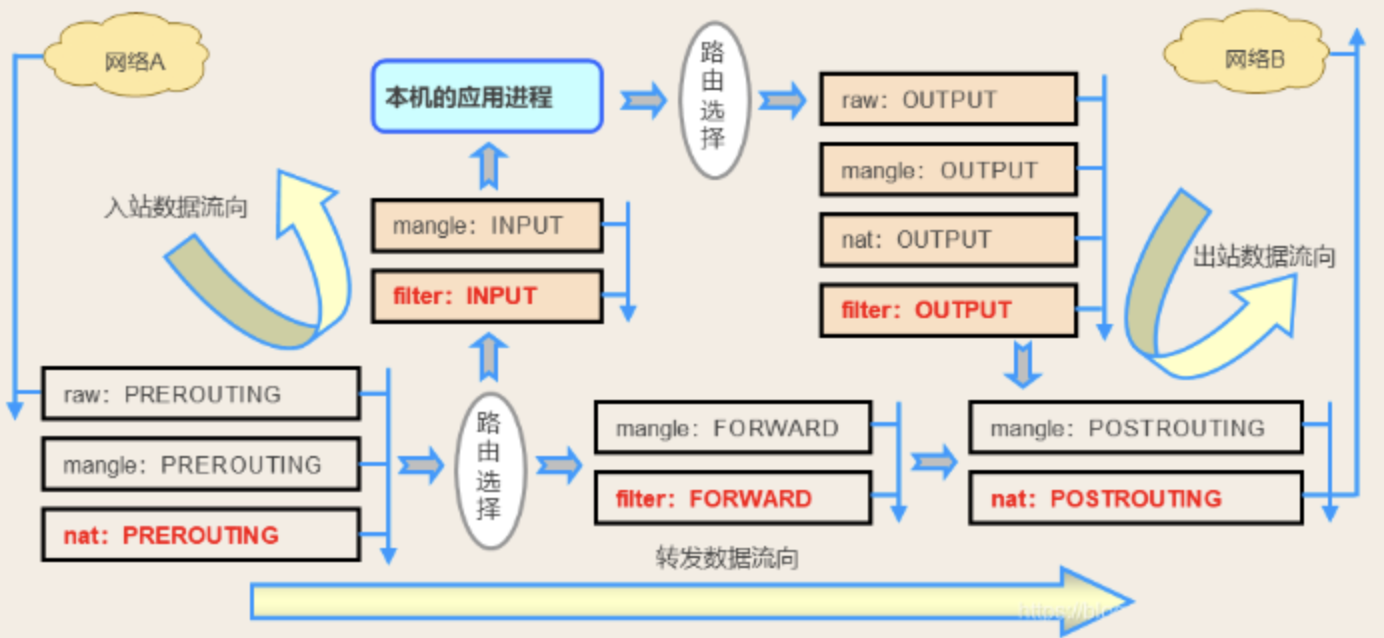 网络A
网络B
本机的应用进程
路由选择
raw：OUTPUT
mangle：OUTPUT
nat：OUTPUT
filter：OUTPUT
入站数据流向
mangle：INPUT
filter：INPUT
出站数据流向
raw：PREROUTING
mangle：PREROUTING
nat：PREROUTING
路由选择
mangle：FORWARD
filter：FORWARD
mangle：POSTROUTING
nat：POSTROUTING
转发数据流向